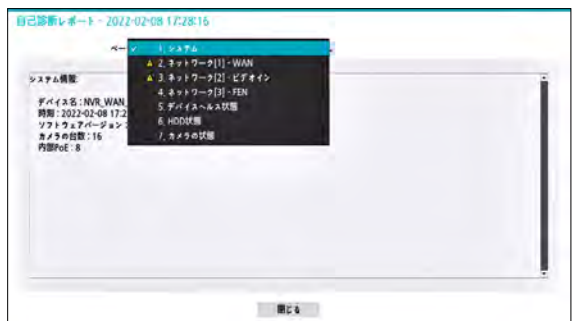 自己診断レポート - 2022-02-08 17:28:16
ペー
1. システム
2. ネットワーク[1] - WAN
3. ネットワーク[2] - ビデオイン
4. ネットワーク[3] - FEN
5. デバイスヘルス状態
6. HDD状態
7. カメラの状態
システム情報
デバイス名 : NVR_WAN_
時刻 : 2022-02-08 17:2
ソフトウェアバージョン :
カメラの台数 : 16
内部PoE : 8
閉じる